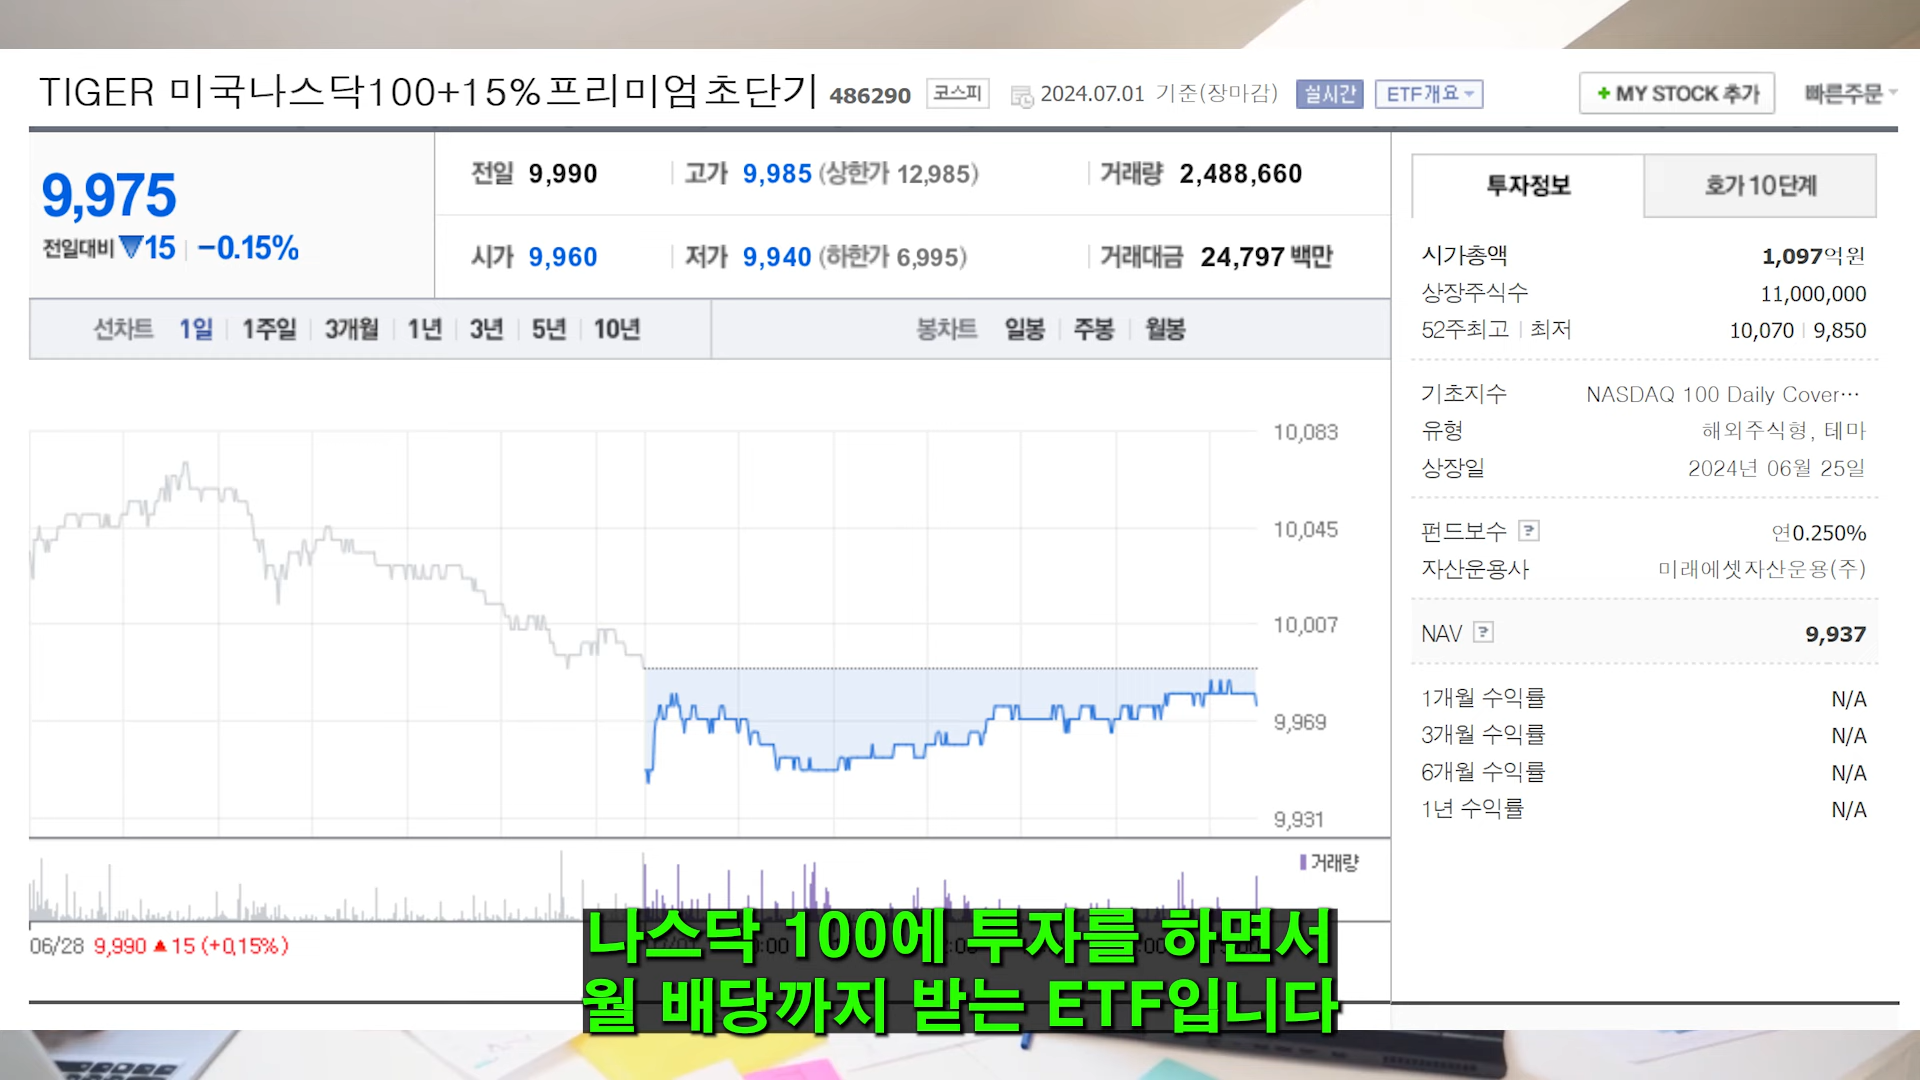 TIGER 미국나스닥100+15%프리미엄초단기 486290 코스피 2024.07.01 기준(장마감) 실시간 ETF개요 + MY STOCK 추가 빠른주문
9,975
전일대비 ▼15 -0.15%
전일 9,990 고가 9,985 (상한가 12,985) 거래량 2,488,660
시가 9,960 저가 9,940 (하한가 6,995) 거래대금 24,797 백만
선차트 1일 1주일 3개월 1년 3년 5년 10년 봉차트 일봉 주봉 월봉
10,083
10,045
10,007
9,969
9,931
거래량
06/28 9,990 ▲15 (+0,15%)
투자정보 호가 10단계
시가총액 1,097억원
상장주식수 11,000,000
52주최고 | 최저 10,070 | 9,850
기초지수 NASDAQ 100 Daily Cover…
유형 해외주식형, 테마
상장일 2024년 06월 25일
펀드보수 ? 연0.250%
자산운용사 미래에셋자산운용(주)
NAV ? 9,937
1개월 수익률 N/A
3개월 수익률 N/A
6개월 수익률 N/A
1년 수익률 N/A
나스닥 100에 투자를 하면서
월 배당까지 받는 ETF입니다